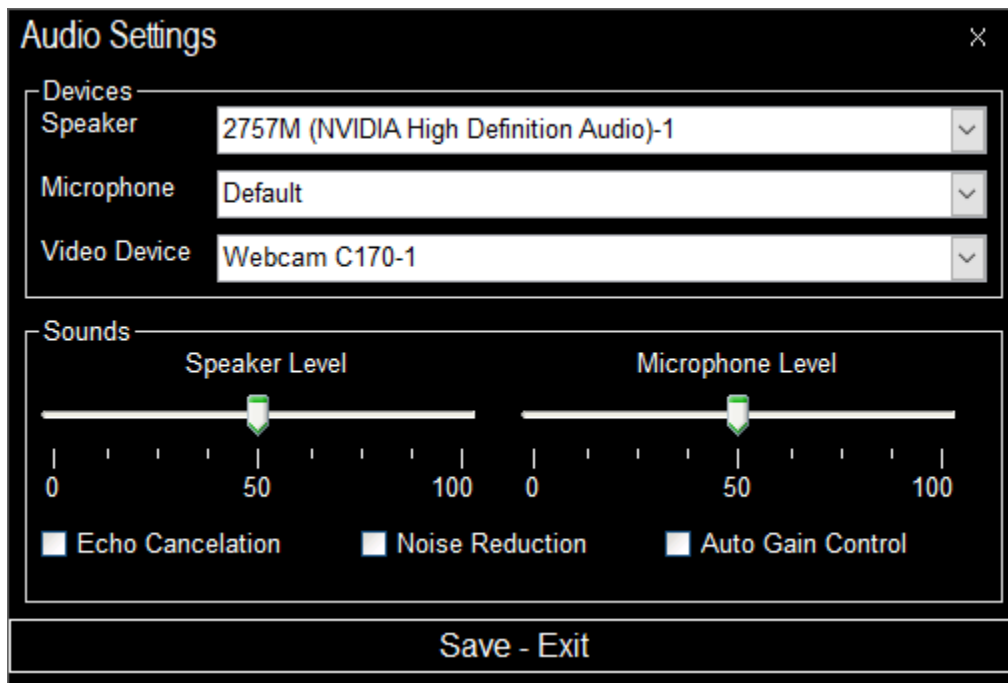 Audio Settings
Devices
Speaker
2757M (NVIDIA High Definition Audio)-1
Microphone
Default
Video Device
Webcam C170-1
Sounds
Speaker Level
Microphone Level
0 50 100
0 50 100
Echo Cancelation
Noise Reduction
Auto Gain Control
Save - Exit